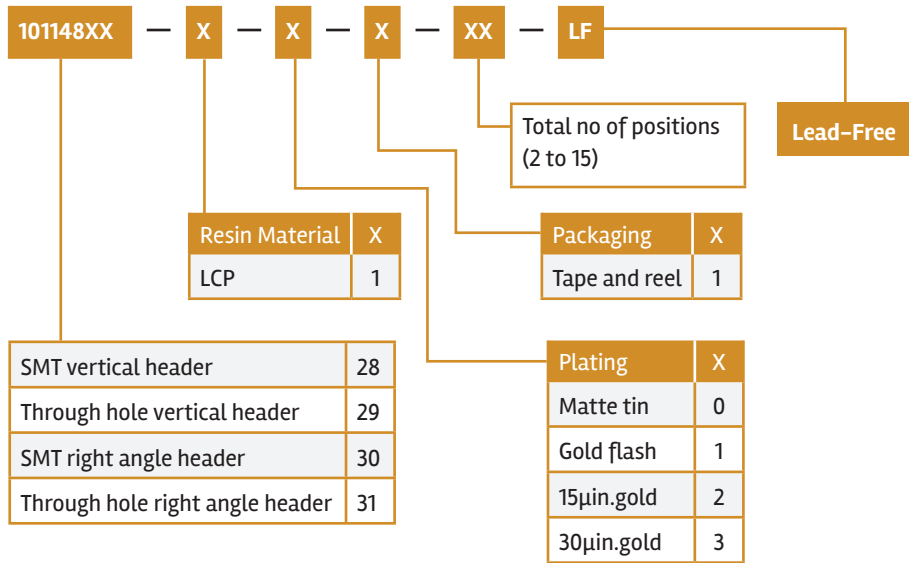 101148XX — X — X — X — XX — LF
Total no of positions
(2 to 15)
Lead-Free
Resin Material X
LCP 1
Packaging X
Tape and reel 1
SMT vertical header 28
Through hole vertical header 29
SMT right angle header 30
Through hole right angle header 31
Plating X
Matte tin 0
Gold flash 1
15µin.gold 2
30µin.gold 3